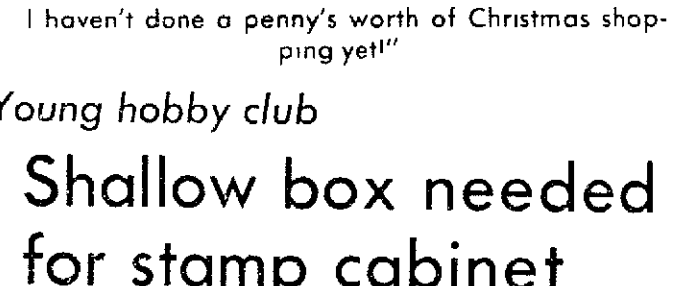 I haven't done a penny's worth of Christmas shop-
ping yet!"
Young hobby club
Shallow box needed
for stamp cabinet